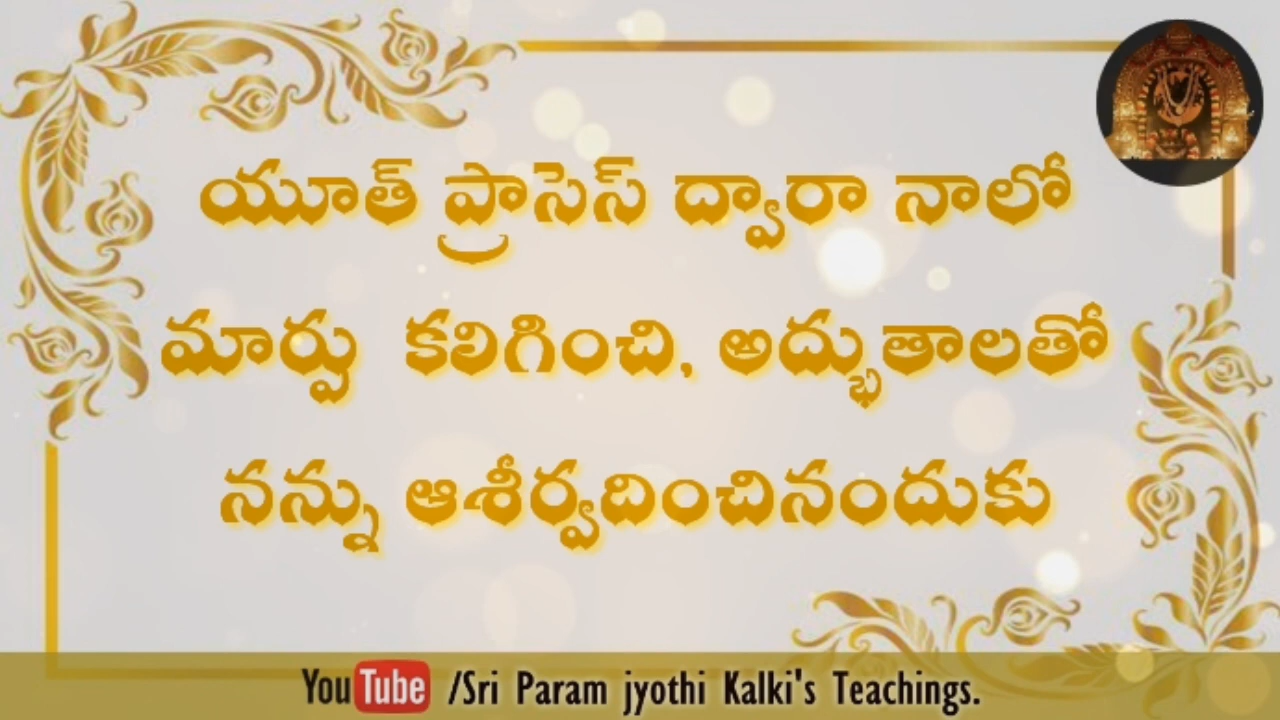 యూత్ ప్రాసెస్ ద్వారా నాలో
మార్పు కలిగించి, అద్భుతాలతో
నన్ను ఆశీర్వదించినందుకు
YouTube /Sri Param jyothi Kalki's Teachings.